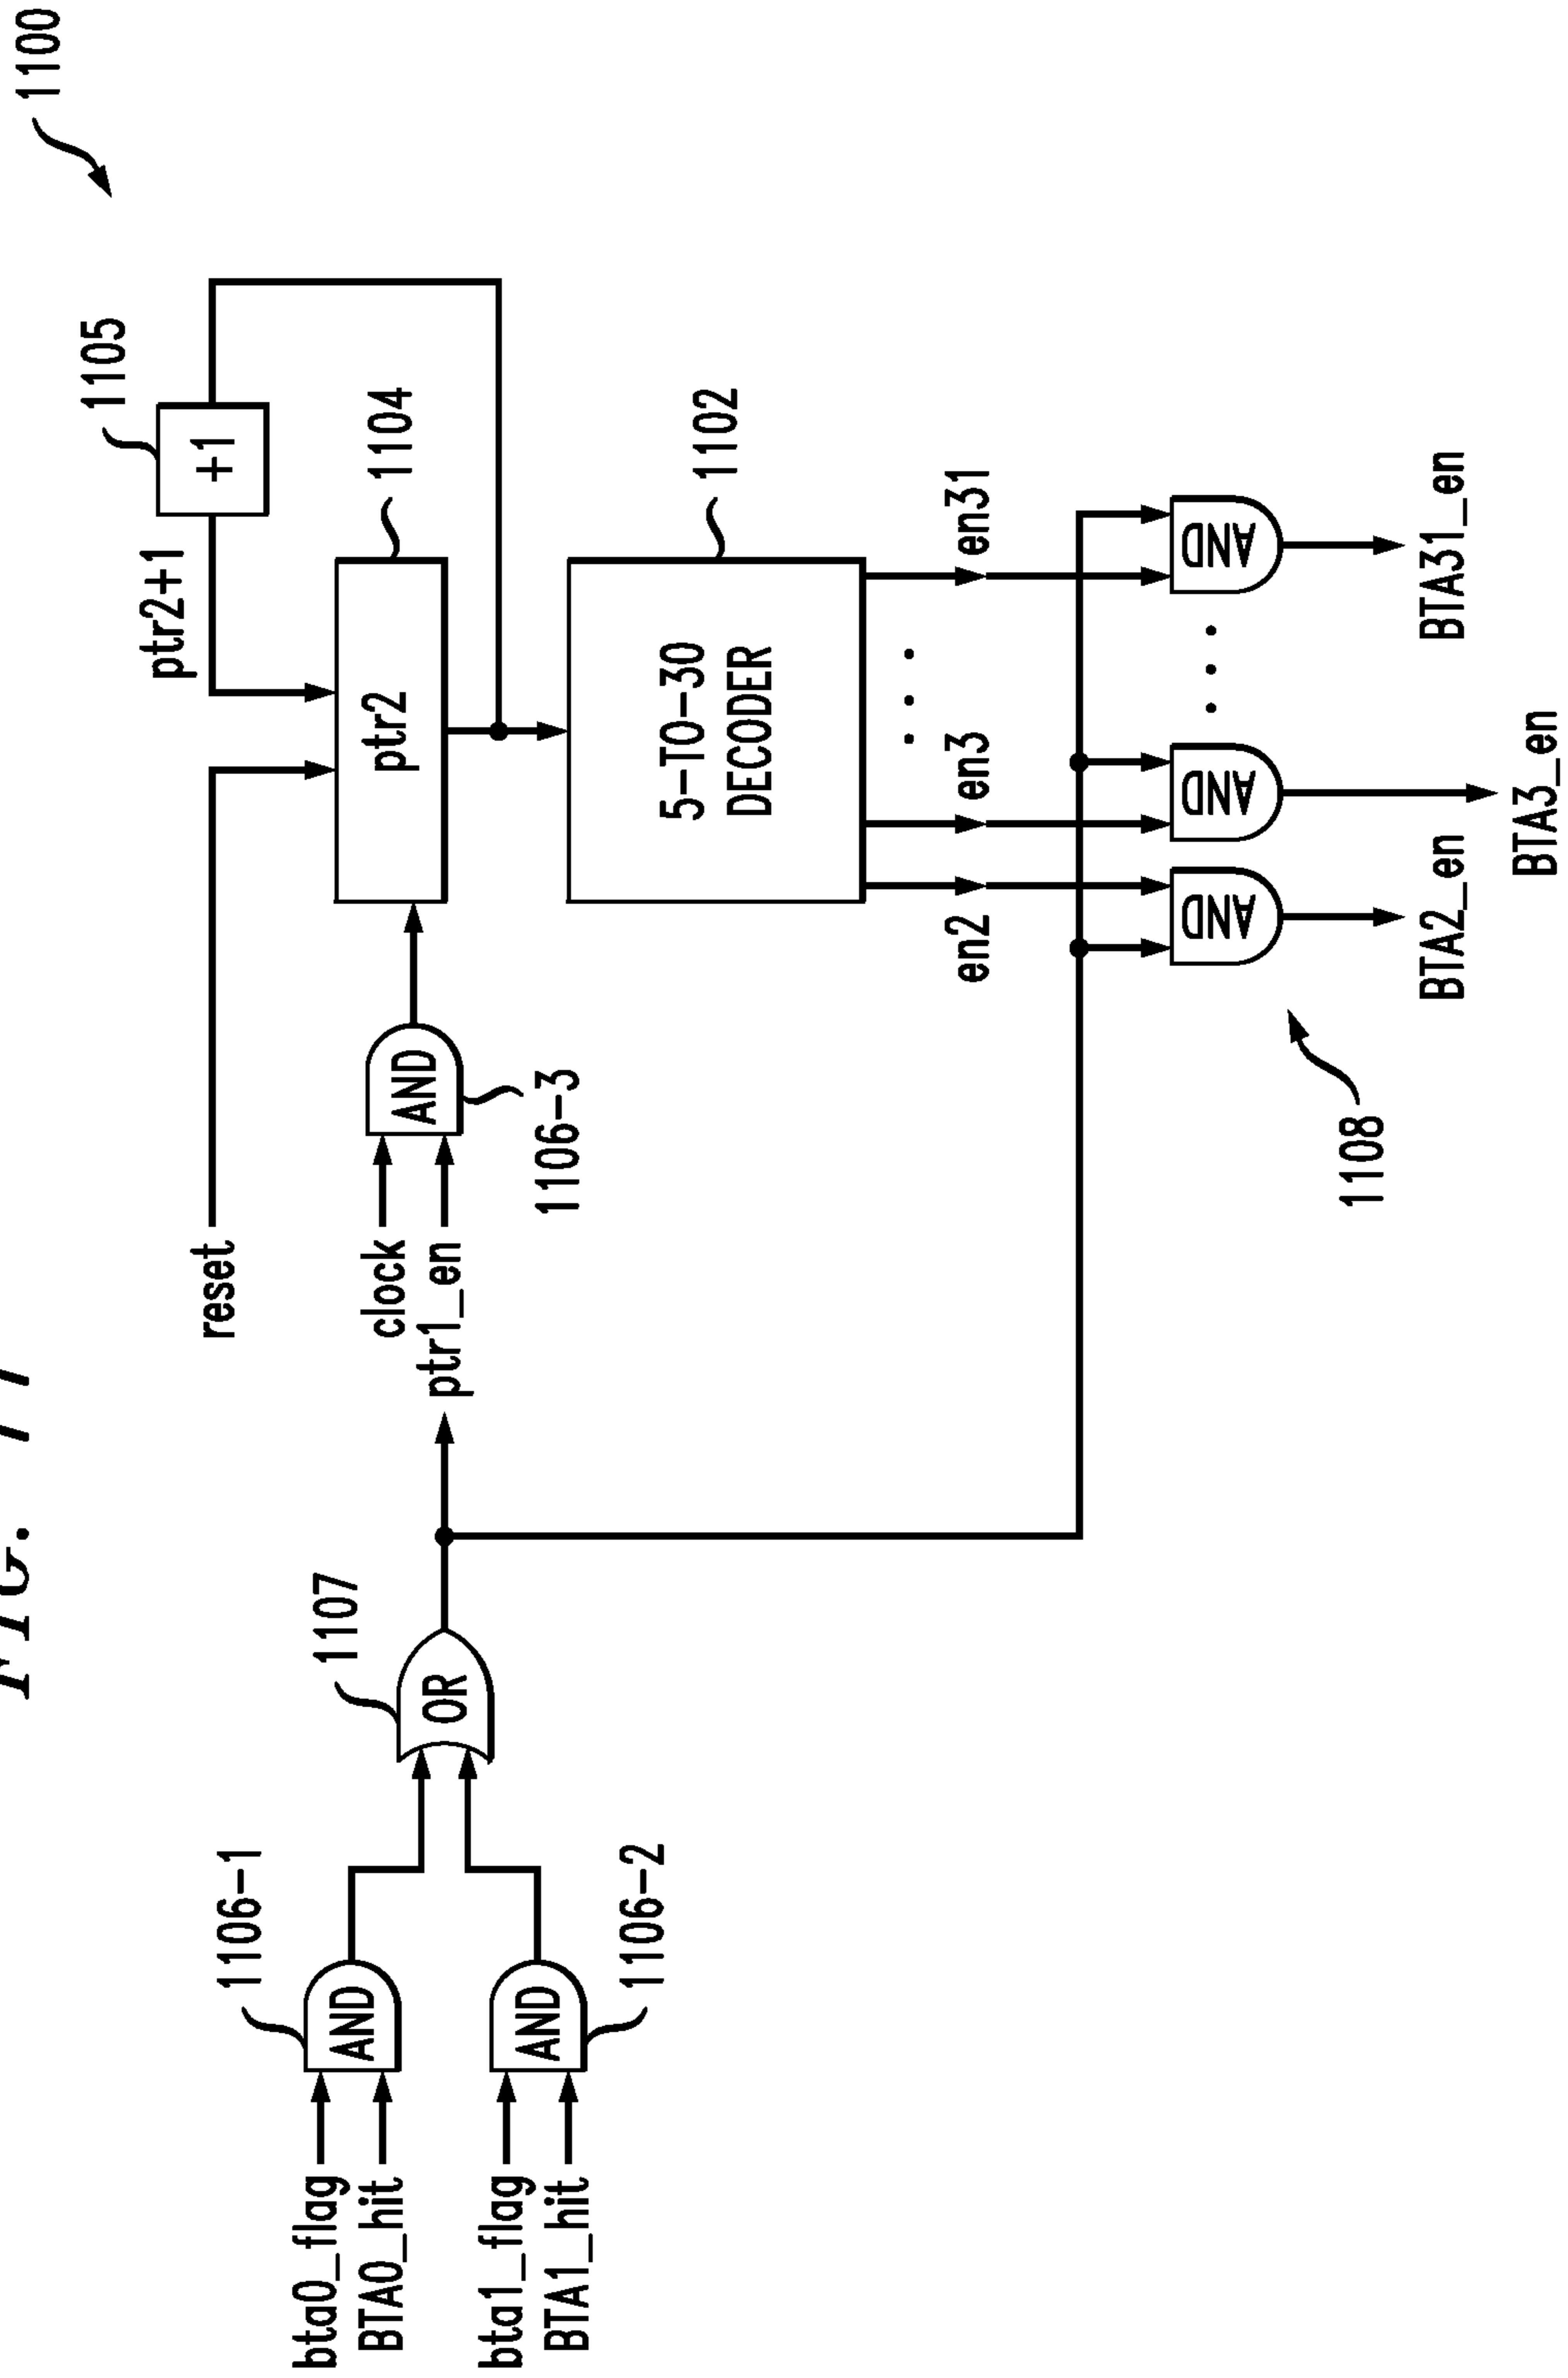 FIG. 11
1100
1105
+1
ptr2+1
1104
ptr2
reset
1102
5-TO-30
DECODER
clock
ptr1_en
AND
1106-3
1107
OR
1106-1
AND
bta0_flag
BTA0_hit
1106-2
AND
bta1_flag
BTA1_hit
en2
en3
en31
AND
AND
AND
1108
BTA2_en
BTA3_en
BTA31_en